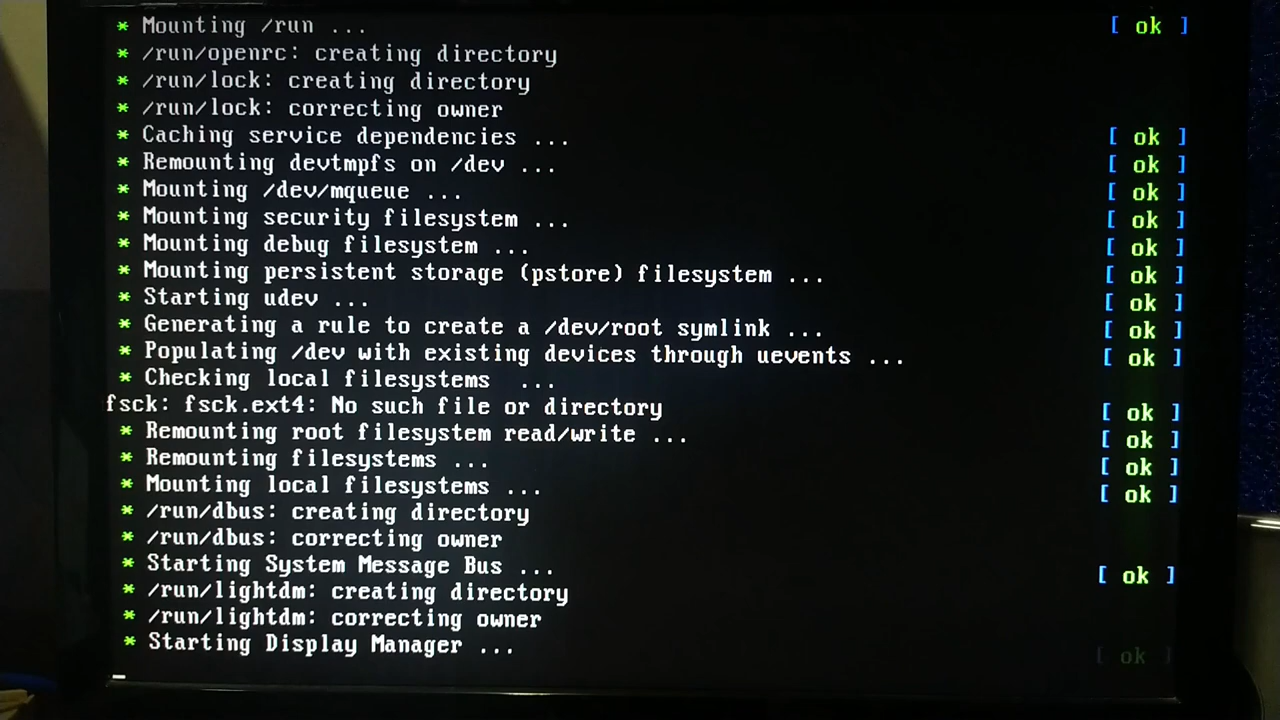 * Mounting /run ... [ ok ]
* /run/openrc: creating directory
* /run/lock: creating directory
* /run/lock: correcting owner
* Caching service dependencies ... [ ok ]
* Remounting devtmpfs on /dev ... [ ok ]
* Mounting /dev/mqueue ... [ ok ]
* Mounting security filesystem ... [ ok ]
* Mounting debug filesystem ... [ ok ]
* Mounting persistent storage (pstore) filesystem ... [ ok ]
* Starting udev ... [ ok ]
* Generating a rule to create a /dev/root symlink ... [ ok ]
* Populating /dev with existing devices through uevents ... [ ok ]
* Checking local filesystems  ...
fsck: fsck.ext4: No such file or directory [ ok ]
* Remounting root filesystem read/write ... [ ok ]
* Remounting filesystems ... [ ok ]
* Mounting local filesystems ... [ ok ]
* /run/dbus: creating directory
* /run/dbus: correcting owner
* Starting System Message Bus ... [ ok ]
* /run/lightdm: creating directory
* /run/lightdm: correcting owner
* Starting Display Manager ... [ ok ]